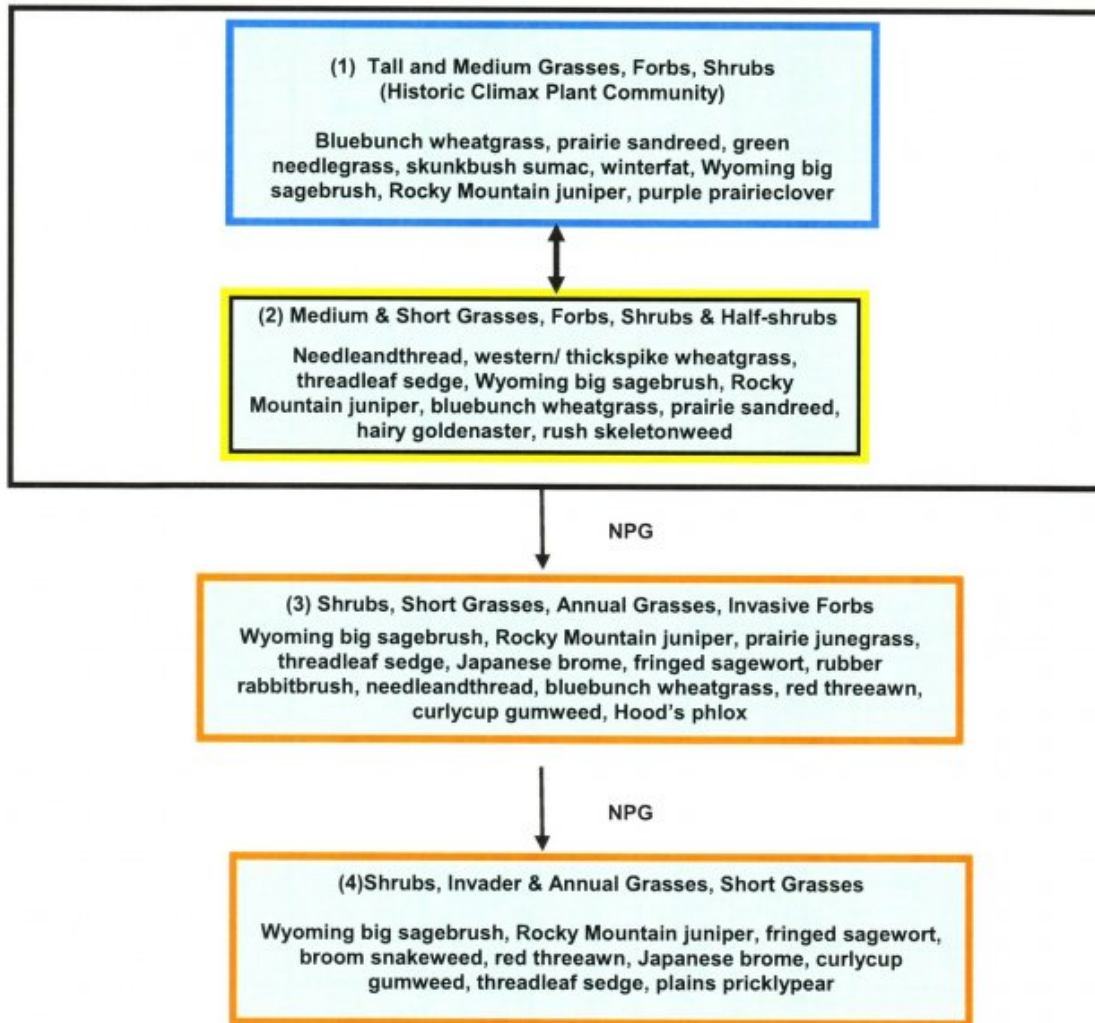 (1) Tall and Medium Grasses, Forbs, Shrubs
(Historic Climax Plant Community)
Bluebunch wheatgrass, prairie sandreed, green
needlegrass, skunkbush sumac, winterfat, Wyoming big
sagebrush, Rocky Mountain juniper, purple prairieclover
(2) Medium & Short Grasses, Forbs, Shrubs & Half-shrubs
Needleandthread, western/ thickspike wheatgrass,
threadleaf sedge, Wyoming big sagebrush, Rocky
Mountain juniper, bluebunch wheatgrass, prairie sandreed,
hairy goldenaster, rush skeletonweed
NPG
(3) Shrubs, Short Grasses, Annual Grasses, Invasive Forbs
Wyoming big sagebrush, Rocky Mountain juniper, prairie junegrass,
threadleaf sedge, Japanese brome, fringed sagewort, rubber
rabbitbrush, needleandthread, bluebunch wheatgrass, red threeawn,
curlycup gumweed, Hood's phlox
NPG
(4)Shrubs, Invader & Annual Grasses, Short Grasses
Wyoming big sagebrush, Rocky Mountain juniper, fringed sagewort,
broom snakeweed, red threeawn, Japanese brome, curlycup
gumweed, threadleaf sedge, plains pricklypear